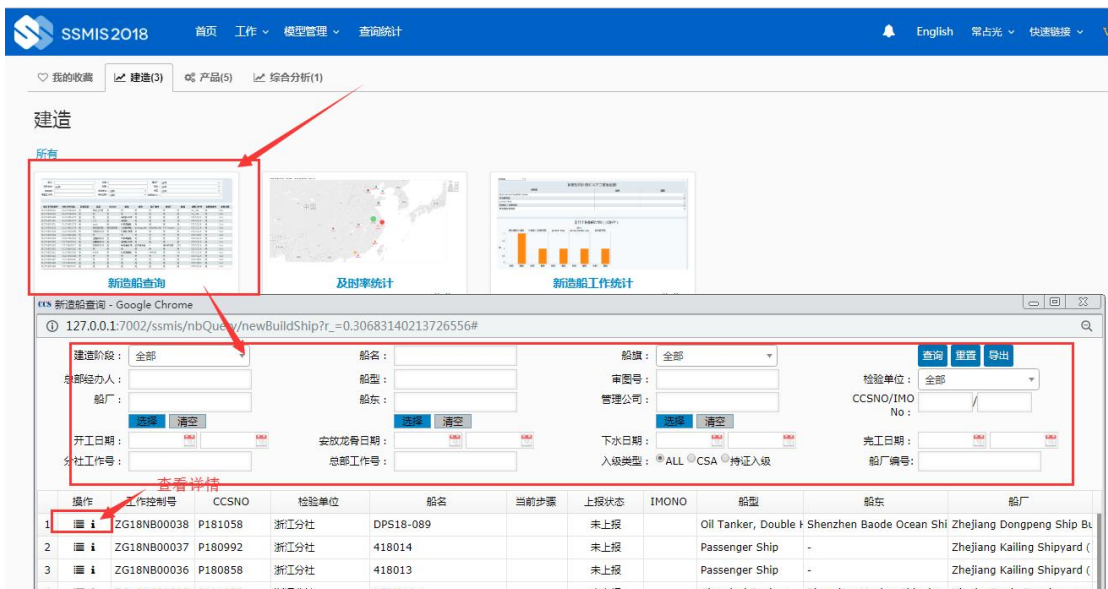 SSMIS 2018 首页 工作 模型管理 查询统计 English 常占光 快速链接
我的收藏 建造(3) 产品(5) 综合分析(1)
建造
所有
新造船查询 及时率统计 新造船工作统计
CCS 新造船查询 - Google Chrome
127.0.0.1:7002/ssmis/nbQuery/newBuildShip?r_=0.30683140213726556#
建造阶段： 全部 船名： 船旗： 全部 查询 重置 导出
总部经办人： 船型： 审图号： 检验单位： 全部
船厂： 船东： 管理公司： CCSNO/IMO No： /
选择 清空 选择 清空 选择 清空
开工日期： 安放龙骨日期： 下水日期： 完工日期：
分社工作号： 总部工作号： 入级类型： ALL CSA 持证入级 船厂编号:
查看详情
操作 工作控制号 CCSNO 检验单位 船名 当前步骤 上报状态 IMONO 船型 船东 船厂
1 ZG18NB00038 P181058 浙江分社 DPS18-089 未上报 Oil Tanker, Double H Shenzhen Baode Ocean Shi Zhejiang Dongpeng Ship Bu
2 ZG18NB00037 P180992 浙江分社 418014 未上报 Passenger Ship - Zhejiang Kailing Shipyard (
3 ZG18NB00036 P180858 浙江分社 418013 未上报 Passenger Ship - Zhejiang Kailing Shipyard (